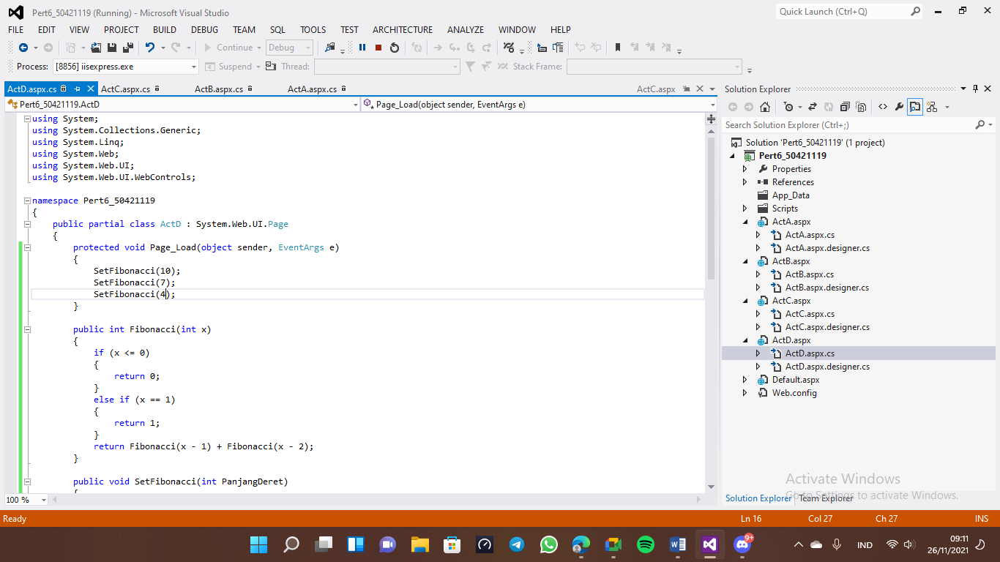 Pert6_50421119 (Running) - Microsoft Visual Studio
Quick Launch (Ctrl+Q)
FILE EDIT VIEW PROJECT BUILD DEBUG TEAM SQL TOOLS TEST ARCHITECTURE ANALYZE WINDOW HELP
Continue Debug
Process: [8856] iisexpress.exe Suspend Thread: Stack Frame:
ActD.aspx.cs ActC.aspx.cs ActB.aspx.cs ActA.aspx.cs ActC.aspx
Pert6_50421119.ActD Page_Load(object sender, EventArgs e)
using System;
using System.Collections.Generic;
using System.Linq;
using System.Web;
using System.Web.UI;
using System.Web.UI.WebControls;
namespace Pert6_50421119
{
public partial class ActD : System.Web.UI.Page
{
protected void Page_Load(object sender, EventArgs e)
{
SetFibonacci(10);
SetFibonacci(7);
SetFibonacci(4);
}
public int Fibonacci(int x)
{
if (x <= 0)
{
return 0;
}
else if (x == 1)
{
return 1;
}
return Fibonacci(x - 1) + Fibonacci(x - 2);
}
public void SetFibonacci(int PanjangDeret)
{
100 %
Solution Explorer
Search Solution Explorer (Ctrl+;)
Solution 'Pert6_50421119' (1 project)
Pert6_50421119
Properties
References
App_Data
Scripts
ActA.aspx
ActA.aspx.cs
ActA.aspx.designer.cs
ActB.aspx
ActB.aspx.cs
ActB.aspx.designer.cs
ActC.aspx
ActC.aspx.cs
ActC.aspx.designer.cs
ActD.aspx
ActD.aspx.cs
ActD.aspx.designer.cs
Default.aspx
Web.config
Activate Windows
Go to Settings to activate Windows.
Solution Explorer Team Explorer
Ready Ln 16 Col 27 Ch 27 INS
9+
IND
09:11
26/11/2021